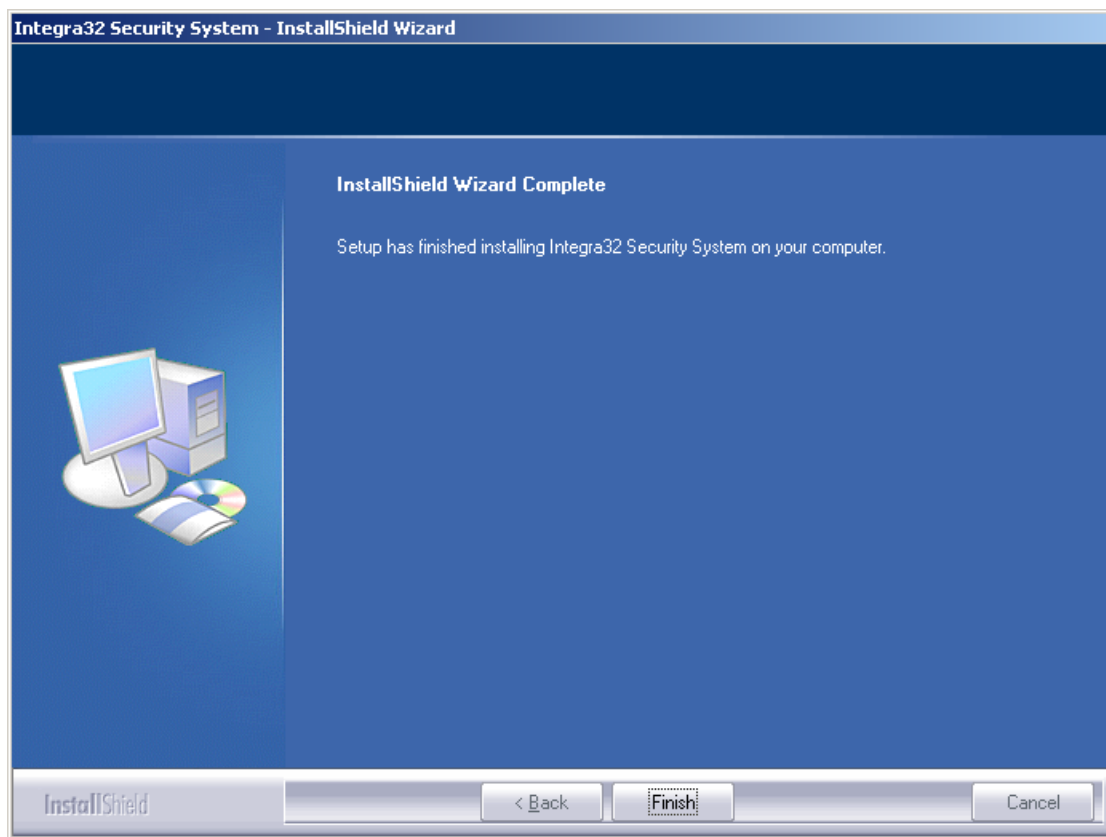 Integra32 Security System - InstallShield Wizard
InstallShield Wizard Complete
Setup has finished installing Integra32 Security System on your computer.
InstallShield
< Back
Finish
Cancel